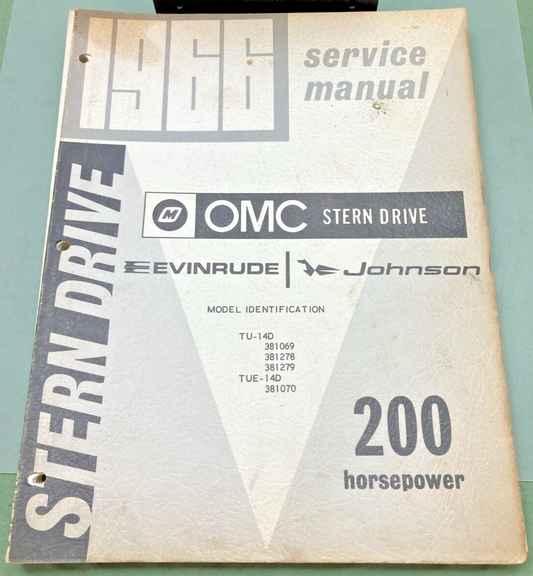 1966
service
manual
STERN DRIVE
OMC STERN DRIVE
EVINRUDE Johnson
MODEL IDENTIFICATION
TU-14D
381069
381278
381279
TUE-14D
381070
200
horsepower